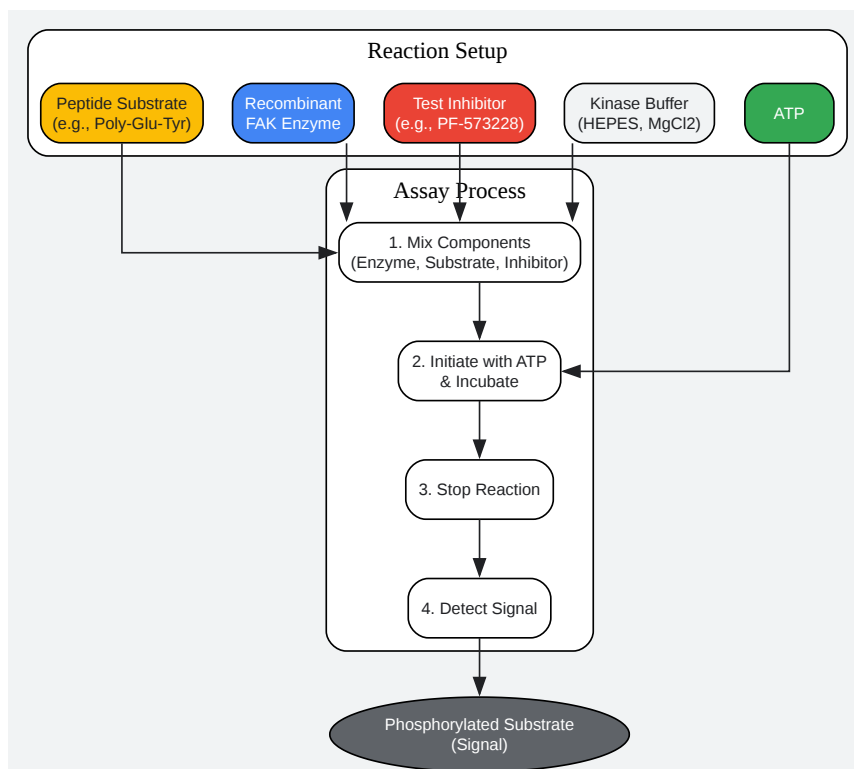 Reaction Setup
Peptide Substrate
(e.g., Poly-Glu-Tyr)
Recombinant
FAK Enzyme
Test Inhibitor
(e.g., PF-573228)
Kinase Buffer
(HEPES, MgCl2)
ATP
Assay Process
1. Mix Components
(Enzyme, Substrate, Inhibitor)
2. Initiate with ATP
& Incubate
3. Stop Reaction
4. Detect Signal
Phosphorylated Substrate
(Signal)